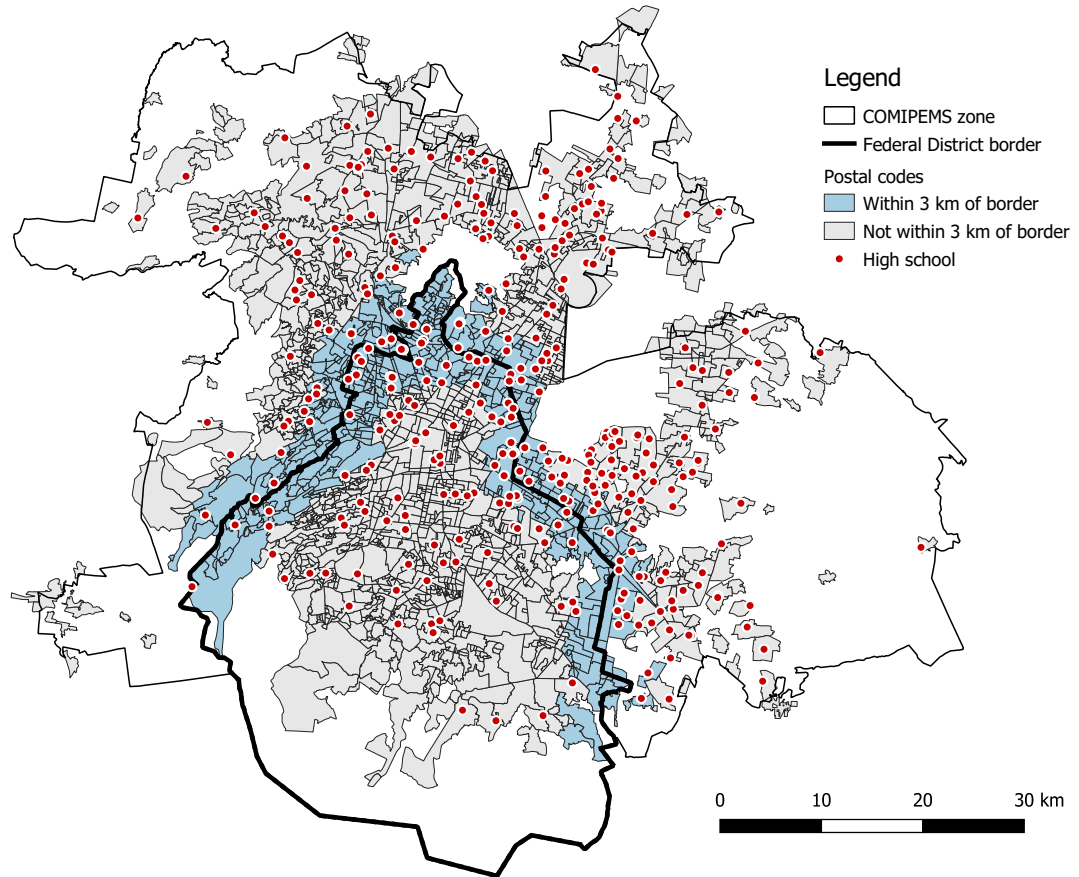 Legend
COMIPEMS zone
Federal District border
Postal codes
Within 3 km of border
Not within 3 km of border
High school
0 10 20 30 km